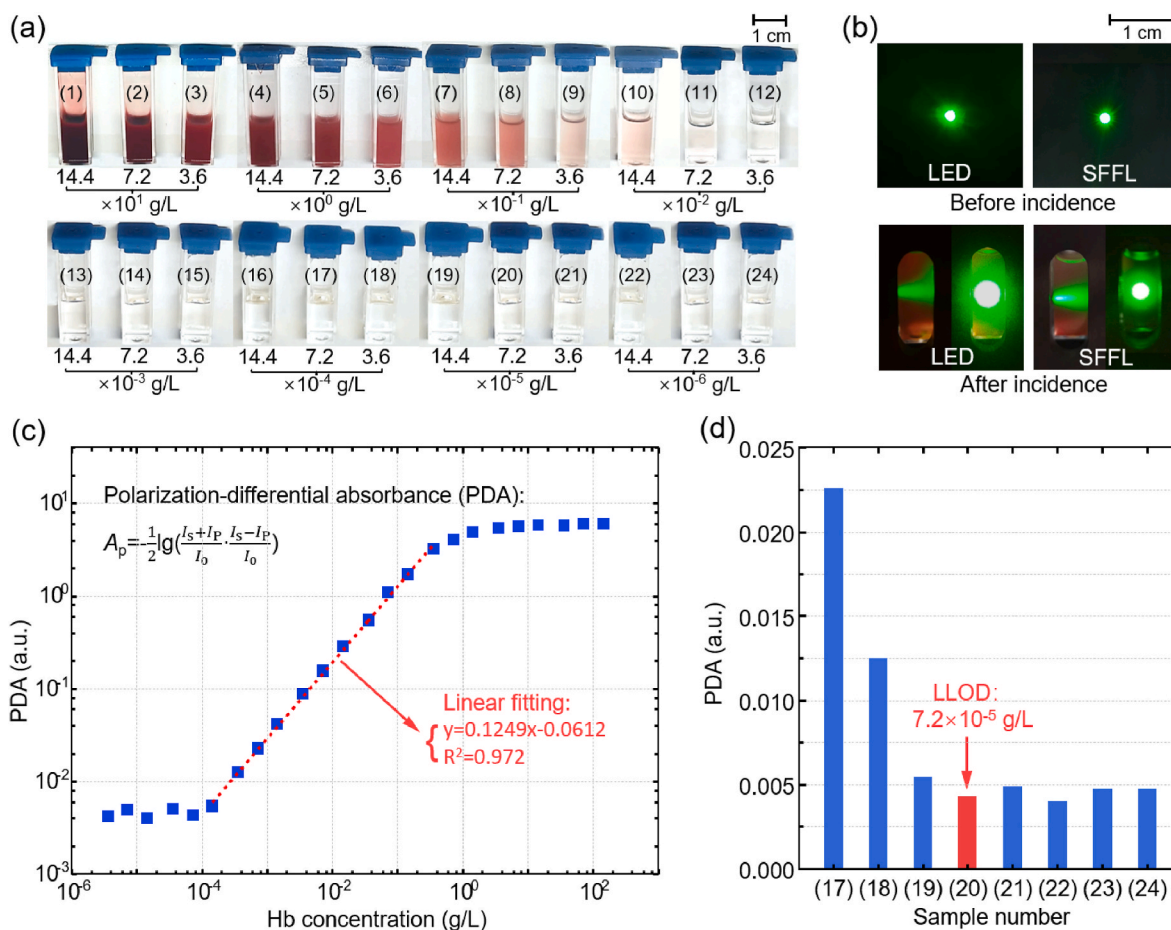 (a)
1 cm
(1) (2) (3) (4) (5) (6) (7) (8) (9) (10) (11) (12)
14.4 7.2 3.6 14.4 7.2 3.6 14.4 7.2 3.6 14.4 7.2 3.6
×10¹ g/L ×10⁰ g/L ×10⁻¹ g/L ×10⁻² g/L
(13) (14) (15) (16) (17) (18) (19) (20) (21) (22) (23) (24)
14.4 7.2 3.6 14.4 7.2 3.6 14.4 7.2 3.6 14.4 7.2 3.6
×10⁻³ g/L ×10⁻⁴ g/L ×10⁻⁵ g/L ×10⁻⁶ g/L
(b)
1 cm
LED SFFL
Before incidence
LED SFFL
After incidence
(c)
Polarization-differential absorbance (PDA):
Aₚ=-½lg((Iₛ+Iₚ)/I₀·(Iₛ−Iₚ)/I₀)
Linear fitting:
y=0.1249x-0.0612
R²=0.972
PDA (a.u.)
10¹
10⁰
10⁻¹
10⁻²
10⁻³
10⁻⁶ 10⁻⁴ 10⁻² 10⁰ 10²
Hb concentration (g/L)
(d)
PDA (a.u.)
0.025
0.020
0.015
0.010
0.005
0.000
LLOD:
7.2×10⁻⁵ g/L
(17) (18) (19) (20) (21) (22) (23) (24)
Sample number